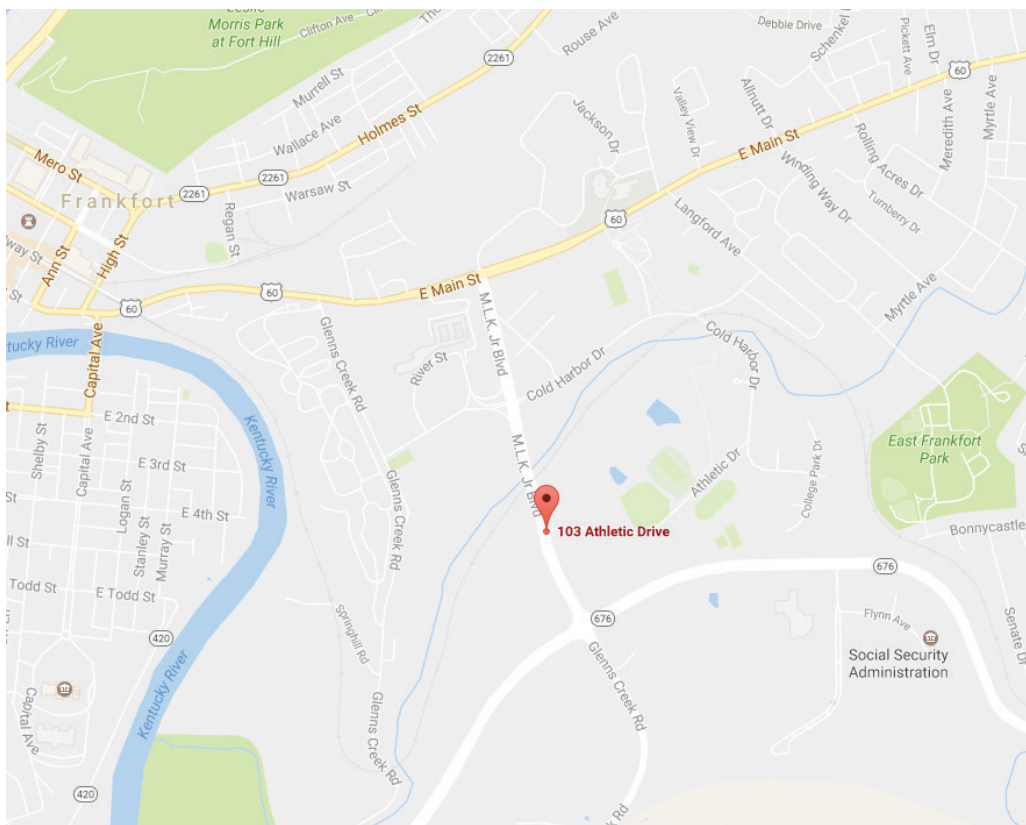 Leslie
Morris Park
at Fort Hill
Clifton Ave
Rouse Ave
Debbie Drive
Schenkel
Pickett Ave
Elm Dr
2261
60
Murrell St
Jackson Dr
Valley View Dr
Allnutt Dr
Meredith Ave
Myrtle Ave
Wallace Ave
Holmes St
E Main St
Rolling Acres Dr
Mero St
2261
Winding Way Dr
2261
Warsaw St
Frankfort
Regan St
60
Langford Ave
Turnberry Dr
Ann St
High St
E Main St
60
60
Myrtle Ave
Glenns Creek Rd
M.L.K. Jr Blvd
Cold Harbor Dr
Capital Ave
Kentucky River
River St
Cold Harbor Dr
E 2nd St
Shelby St
Capital Ave
Logan St
E 3rd St
M.L.K. Jr Blvd
Athletic Dr
College Park Dr
East Frankfort
Park
E 4th St
Stanley St
Murray St
Glenns Creek Rd
103 Athletic Drive
Bonnycastle
676
Todd St
E Todd St
Springhill Rd
676
Flynn Ave
Senate Dr
420
Glenns Creek Rd
Social Security
Administration
Kentucky River
Capital Ave
Glenns Creek Rd
420